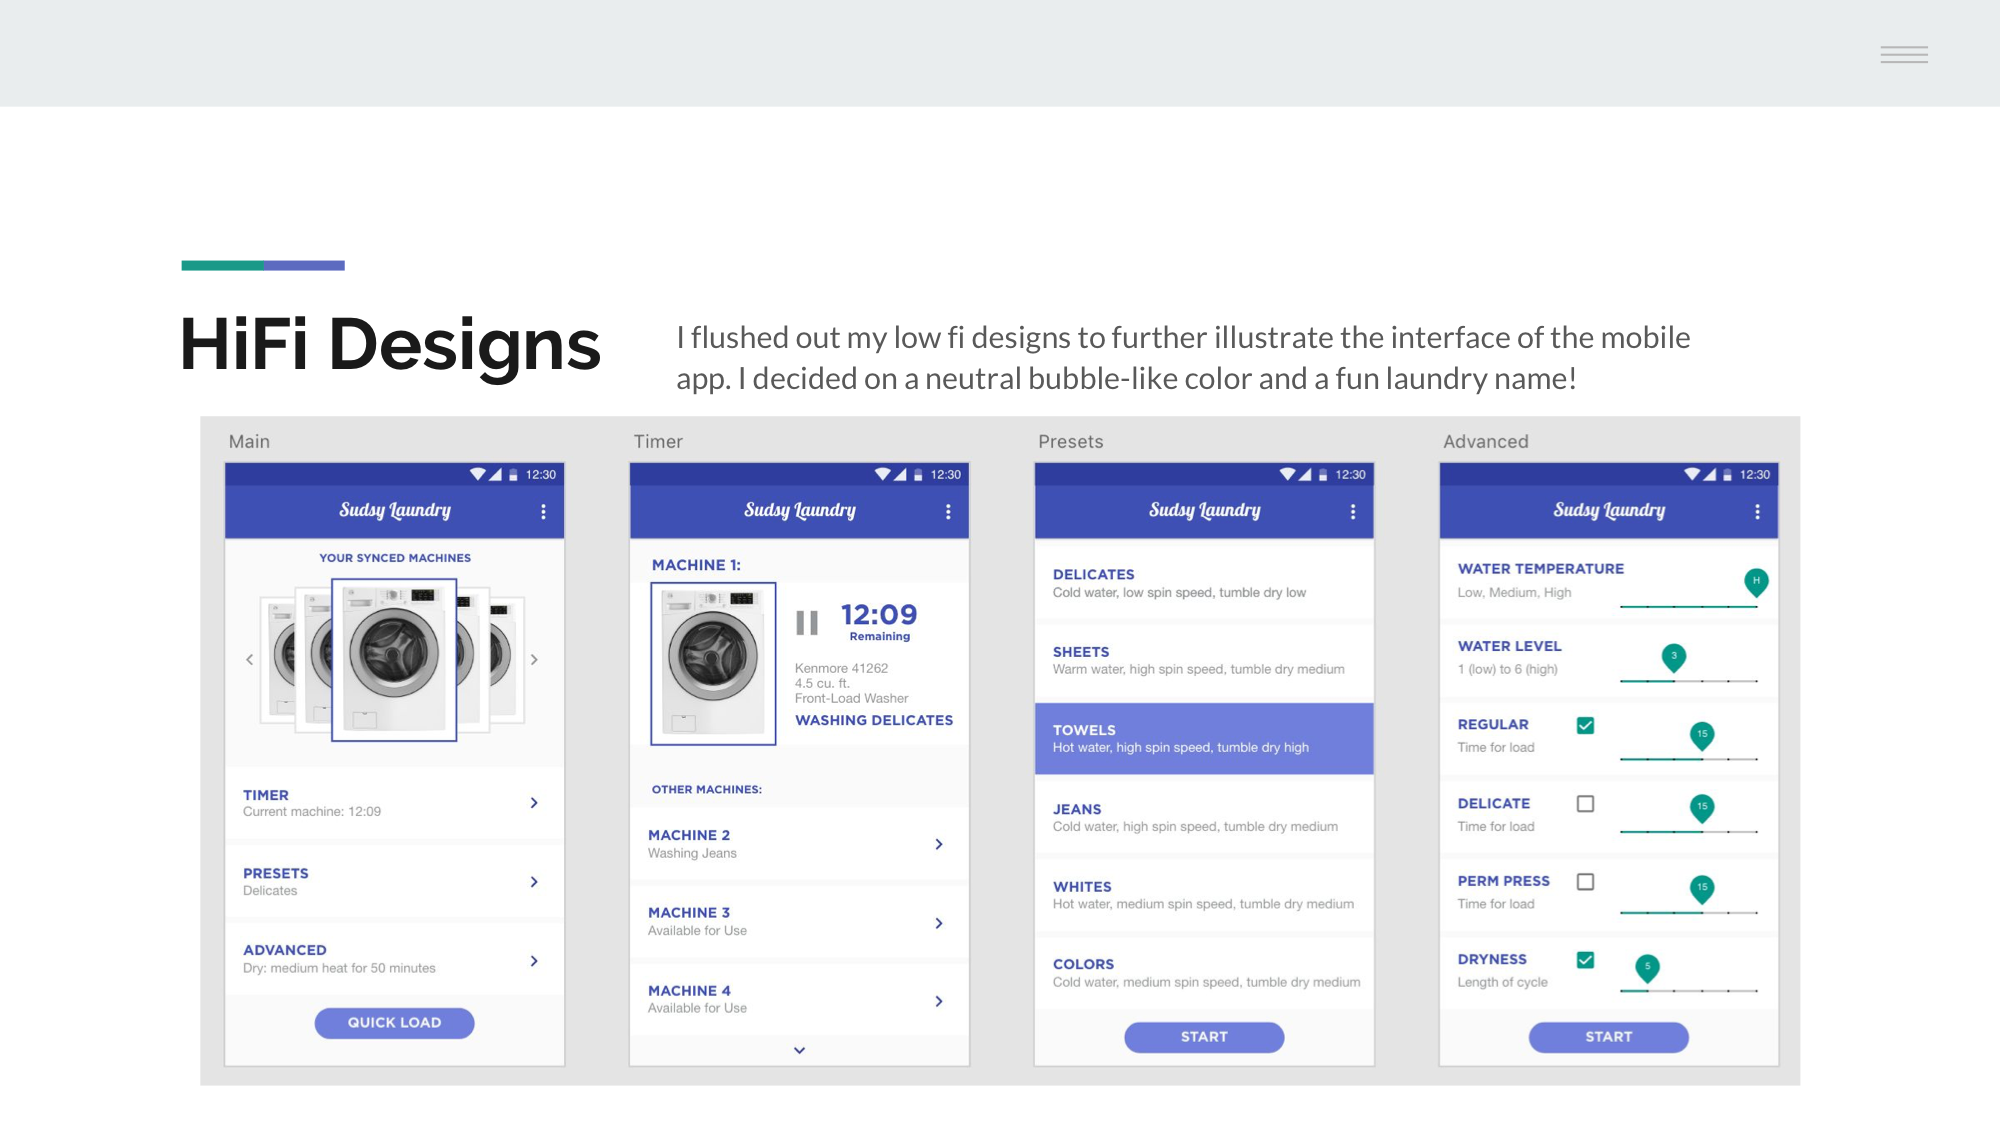 HiFi Designs
I flushed out my low fi designs to further illustrate the interface of the mobile
app. I decided on a neutral bubble-like color and a fun laundry name!
Main
12:30
Sudsy Laundry
YOUR SYNCED MACHINES
TIMER
Current machine: 12:09
PRESETS
Delicates
ADVANCED
Dry: medium heat for 50 minutes
QUICK LOAD
Timer
12:30
Sudsy Laundry
MACHINE 1:
12:09
Remaining
Kenmore 41262
4.5 cu. ft.
Front-Load Washer
WASHING DELICATES
OTHER MACHINES:
MACHINE 2
Washing Jeans
MACHINE 3
Available for Use
MACHINE 4
Available for Use
Presets
12:30
Sudsy Laundry
DELICATES
Cold water, low spin speed, tumble dry low
SHEETS
Warm water, high spin speed, tumble dry medium
TOWELS
Hot water, high spin speed, tumble dry high
JEANS
Cold water, high spin speed, tumble dry medium
WHITES
Hot water, medium spin speed, tumble dry medium
COLORS
Cold water, medium spin speed, tumble dry medium
START
Advanced
12:30
Sudsy Laundry
WATER TEMPERATURE
Low, Medium, High
H
WATER LEVEL
1 (low) to 6 (high)
3
REGULAR
Time for load
15
DELICATE
Time for load
15
PERM PRESS
Time for load
15
DRYNESS
Length of cycle
5
START